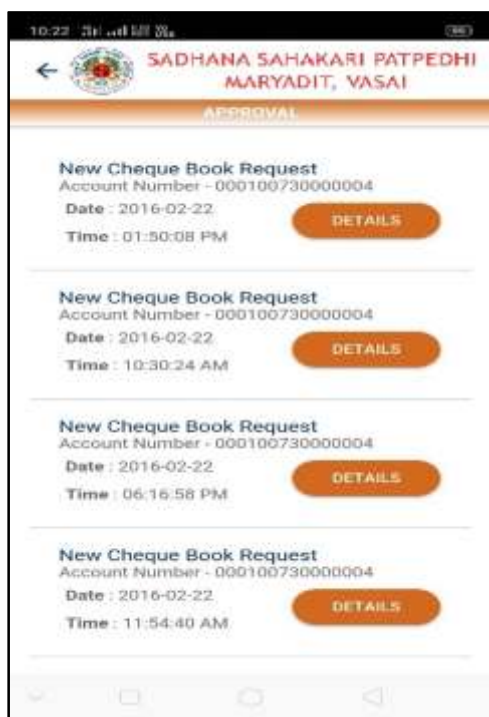 10:22
SADHANA SAHAKARI PATPEDHI
MARYADIT, VASAI
APPROVAL
New Cheque Book Request
Account Number - 000100730000004
Date : 2016-02-22
Time : 01:50:08 PM
DETAILS
New Cheque Book Request
Account Number - 000100730000004
Date : 2016-02-22
Time : 10:30:24 AM
DETAILS
New Cheque Book Request
Account Number - 000100730000004
Date : 2016-02-22
Time : 06:16:58 PM
DETAILS
New Cheque Book Request
Account Number - 000100730000004
Date : 2016-02-22
Time : 11:54:40 AM
DETAILS